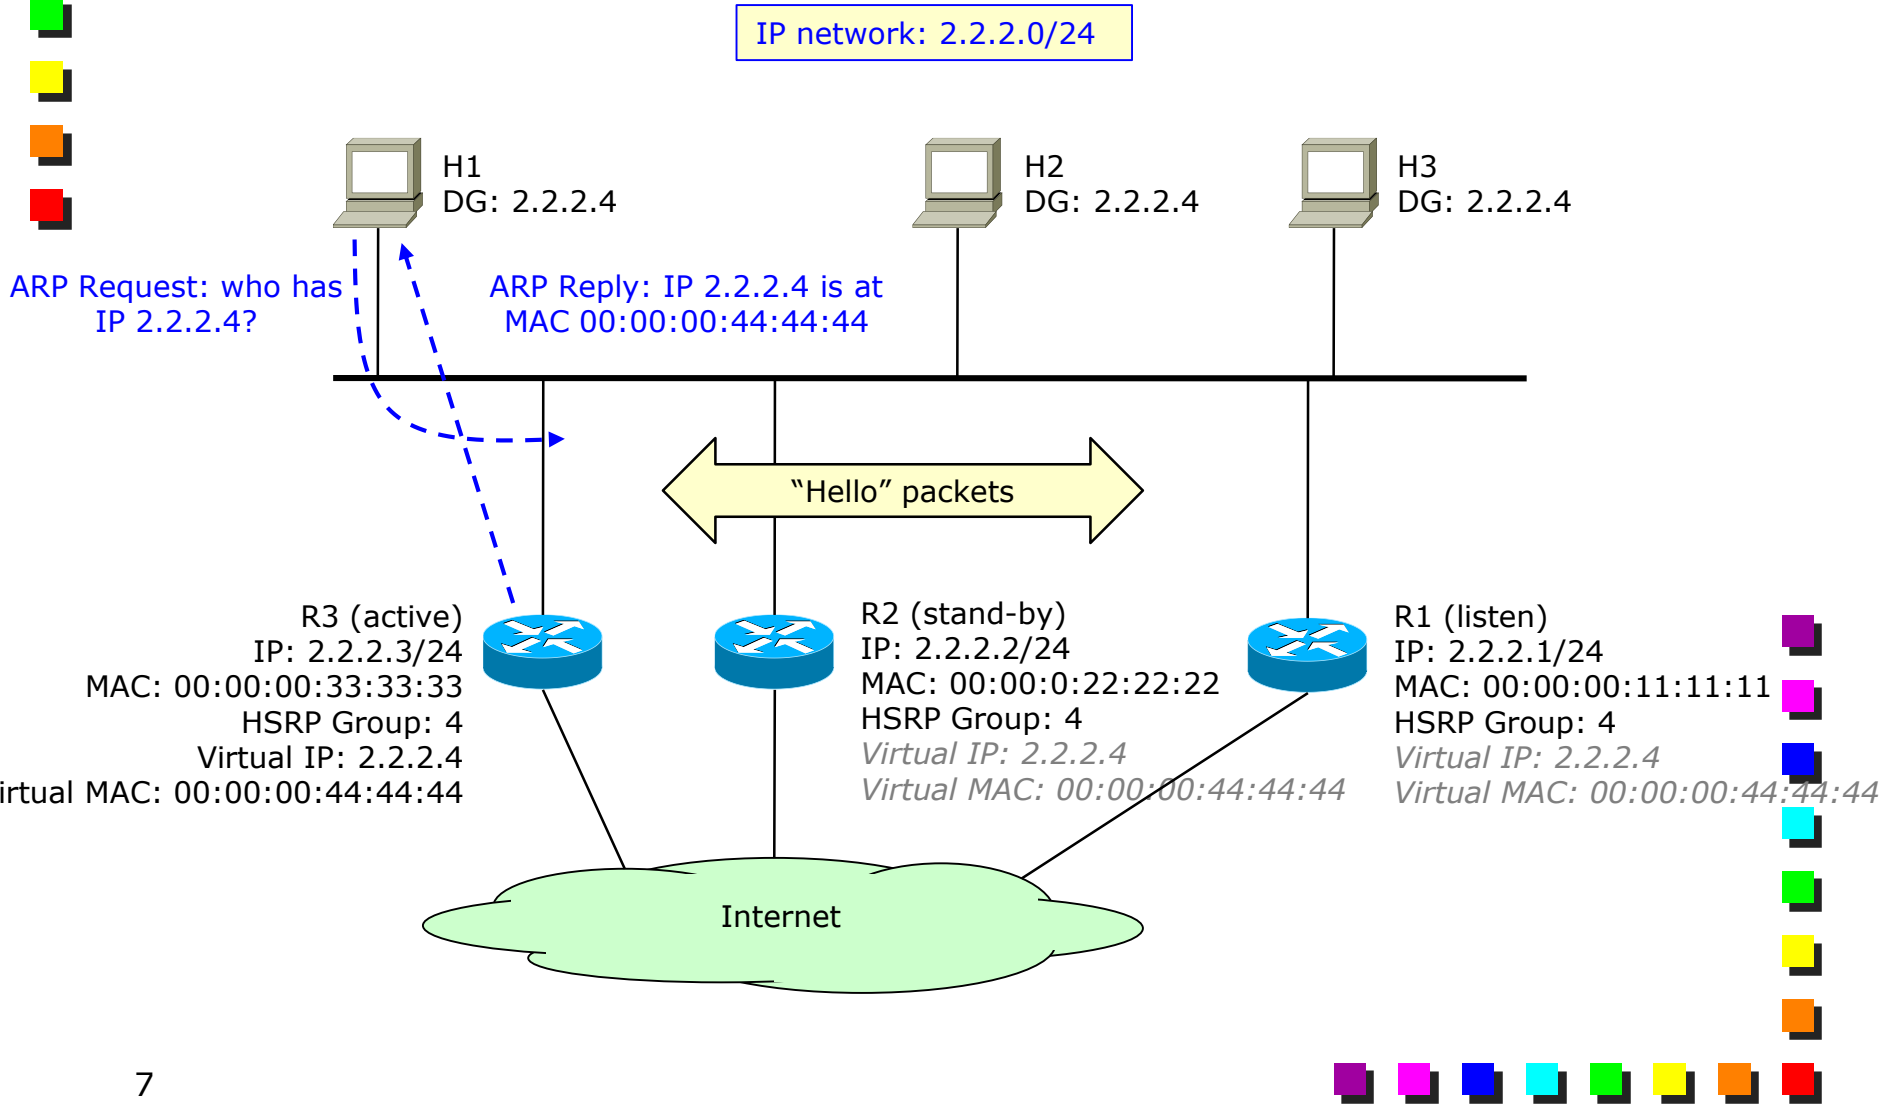 IP network: 2.2.2.0/24
H1
DG: 2.2.2.4
H2
DG: 2.2.2.4
H3
DG: 2.2.2.4
ARP Request: who has
IP 2.2.2.4?
ARP Reply: IP 2.2.2.4 is at
MAC 00:00:00:44:44:44
“Hello” packets
R3 (active)
IP: 2.2.2.3/24
MAC: 00:00:00:33:33:33
HSRP Group: 4
Virtual IP: 2.2.2.4
irtual MAC: 00:00:00:44:44:44
R2 (stand-by)
IP: 2.2.2.2/24
MAC: 00:00:0:22:22:22
HSRP Group: 4
Virtual IP: 2.2.2.4
Virtual MAC: 00:00:00:44:44:44
R1 (listen)
IP: 2.2.2.1/24
MAC: 00:00:00:11:11:11
HSRP Group: 4
Virtual IP: 2.2.2.4
Virtual MAC: 00:00:00:44:44:44
Internet
7